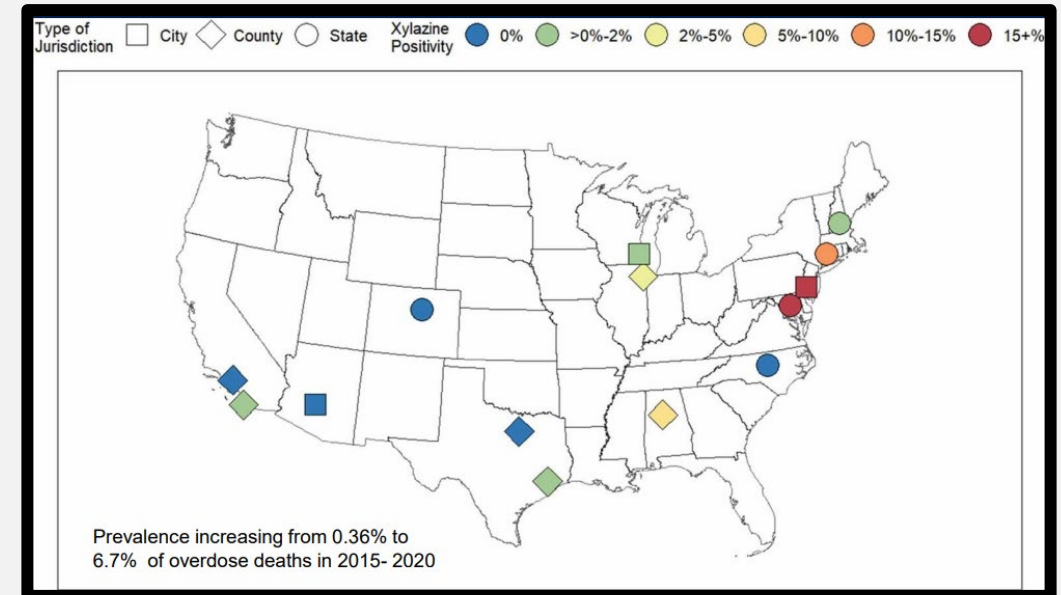 Type of Jurisdiction City County State Xylazine Positivity 0% >0%-2% 2%-5% 5%-10% 10%-15% 15+%
Prevalence increasing from 0.36% to
6.7% of overdose deaths in 2015- 2020